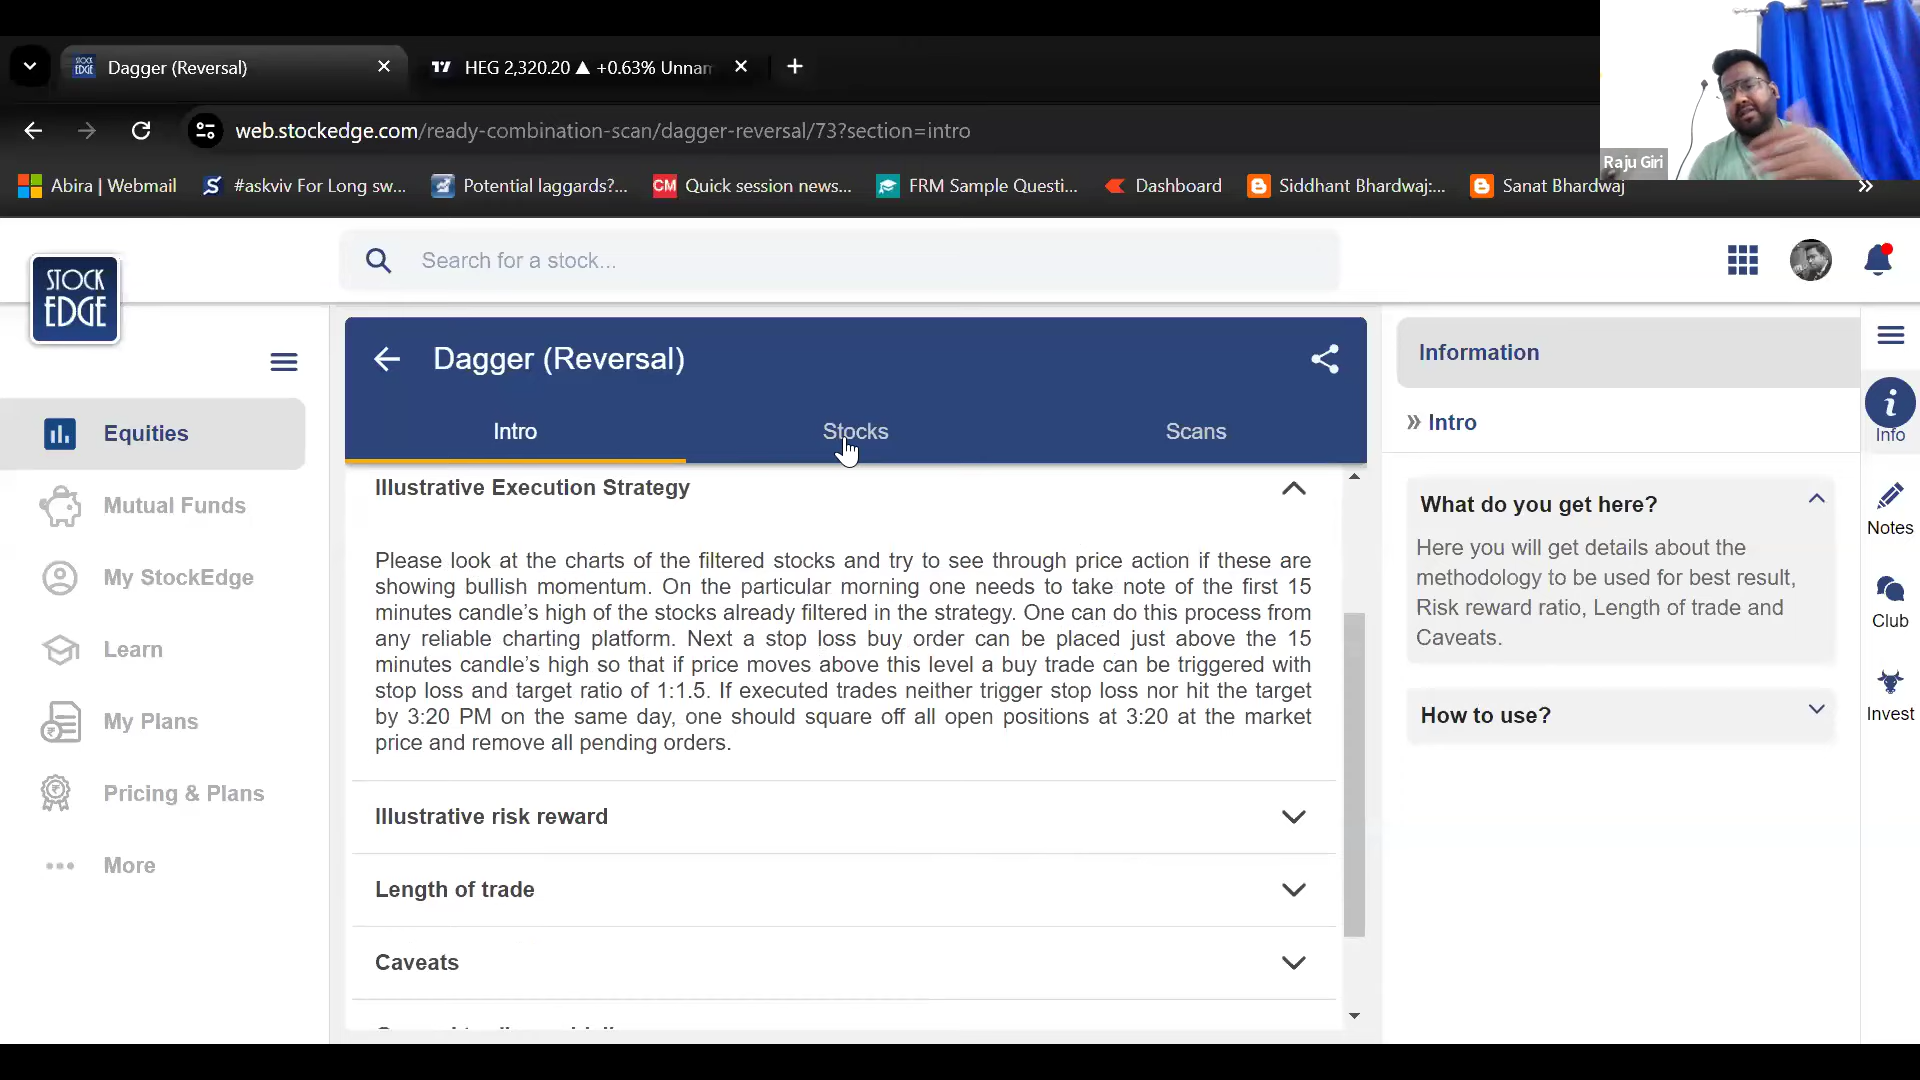 Dagger (Reversal)
HEG 2,320.20 ▲ +0.63% Unnam
web.stockedge.com/ready-combination-scan/dagger-reversal/73?section=intro
Abira | Webmail
#askviv For Long sw...
Potential laggards?...
CM Quick session news...
FRM Sample Questi...
Dashboard
Siddhant Bhardwaj:...
Sanat Bhardwaj
Raju Giri
STOCK EDGE
Search for a stock...
Equities
Mutual Funds
My StockEdge
Learn
My Plans
Pricing & Plans
More
Dagger (Reversal)
Intro
Stocks
Scans
Illustrative Execution Strategy
Please look at the charts of the filtered stocks and try to see through price action if these are
showing bullish momentum. On the particular morning one needs to take note of the first 15
minutes candle's high of the stocks already filtered in the strategy. One can do this process from
any reliable charting platform. Next a stop loss buy order can be placed just above the 15
minutes candle's high so that if price moves above this level a buy trade can be triggered with
stop loss and target ratio of 1:1.5. If executed trades neither trigger stop loss nor hit the target
by 3:20 PM on the same day, one should square off all open positions at 3:20 at the market
price and remove all pending orders.
Illustrative risk reward
Length of trade
Caveats
Information
» Intro
What do you get here?
Here you will get details about the
methodology to be used for best result,
Risk reward ratio, Length of trade and
Caveats.
How to use?
Info
Notes
Club
Invest